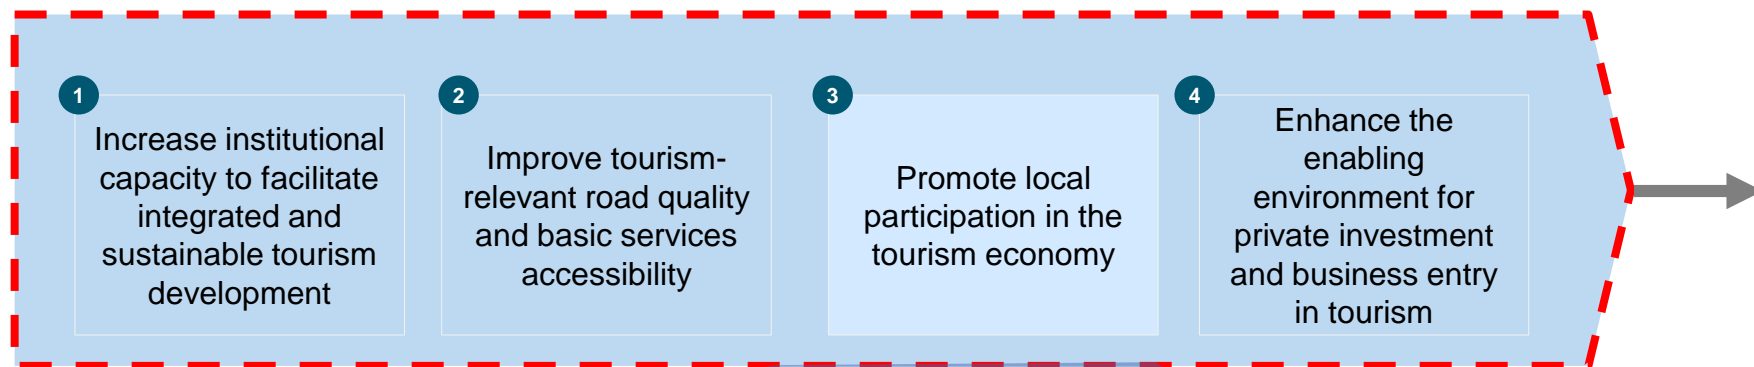 1
Increase institutional
capacity to facilitate
integrated and
sustainable tourism
development
2
Improve tourism-
relevant road quality
and basic services
accessibility
3
Promote local
participation in the
tourism economy
4
Enhance the
enabling
environment for
private investment
and business entry
in tourism